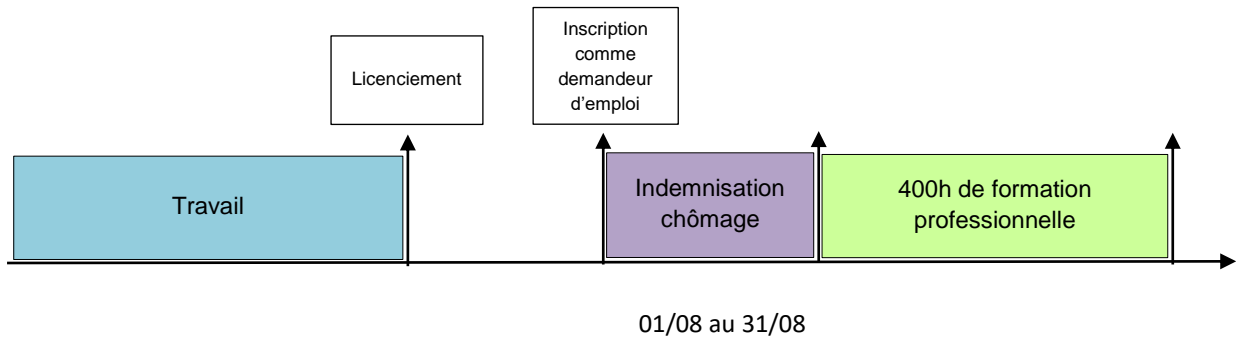 Licenciement
Inscription
comme
demandeur
d'emploi
Travail
Indemnisation
chômage
400h de formation
professionnelle
01/08 au 31/08